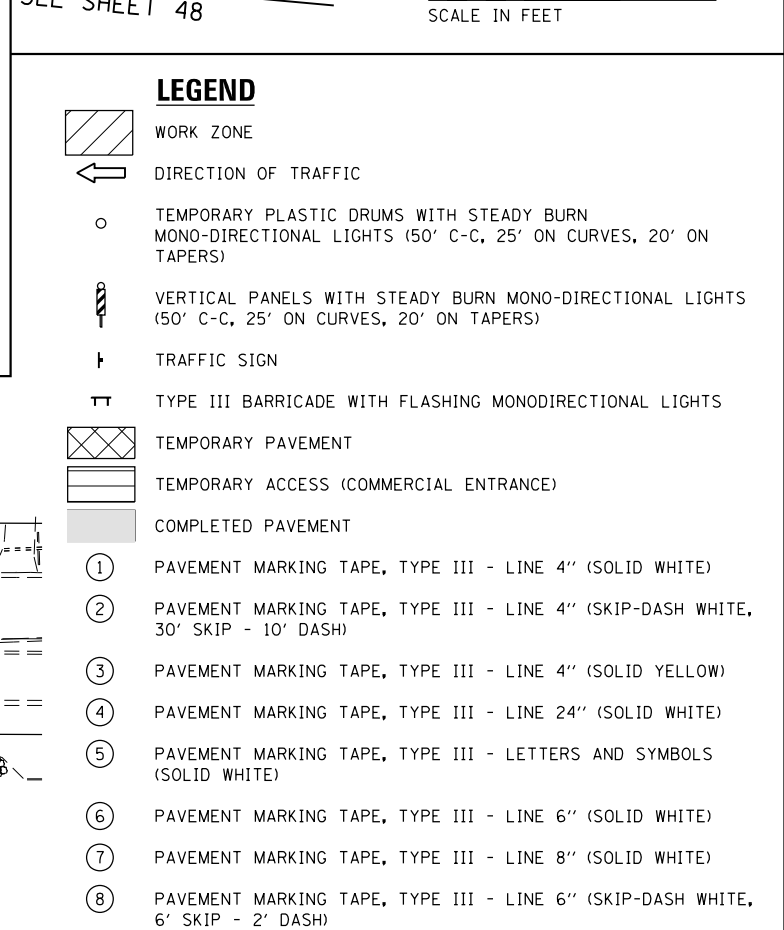 SEE SHEET 48
SCALE IN FEET
LEGEND
WORK ZONE
DIRECTION OF TRAFFIC
TEMPORARY PLASTIC DRUMS WITH STEADY BURN
MONO-DIRECTIONAL LIGHTS (50' C-C, 25' ON CURVES, 20' ON
TAPERS)
VERTICAL PANELS WITH STEADY BURN MONO-DIRECTIONAL LIGHTS
(50' C-C, 25' ON CURVES, 20' ON TAPERS)
TRAFFIC SIGN
TYPE III BARRICADE WITH FLASHING MONODIRECTIONAL LIGHTS
TEMPORARY PAVEMENT
TEMPORARY ACCESS (COMMERCIAL ENTRANCE)
COMPLETED PAVEMENT
1 PAVEMENT MARKING TAPE, TYPE III - LINE 4'' (SOLID WHITE)
2 PAVEMENT MARKING TAPE, TYPE III - LINE 4'' (SKIP-DASH WHITE,
30' SKIP - 10' DASH)
3 PAVEMENT MARKING TAPE, TYPE III - LINE 4'' (SOLID YELLOW)
4 PAVEMENT MARKING TAPE, TYPE III - LINE 24'' (SOLID WHITE)
5 PAVEMENT MARKING TAPE, TYPE III - LETTERS AND SYMBOLS
(SOLID WHITE)
6 PAVEMENT MARKING TAPE, TYPE III - LINE 6'' (SOLID WHITE)
7 PAVEMENT MARKING TAPE, TYPE III - LINE 8'' (SOLID WHITE)
8 PAVEMENT MARKING TAPE, TYPE III - LINE 6'' (SKIP-DASH WHITE,
6' SKIP - 2' DASH)